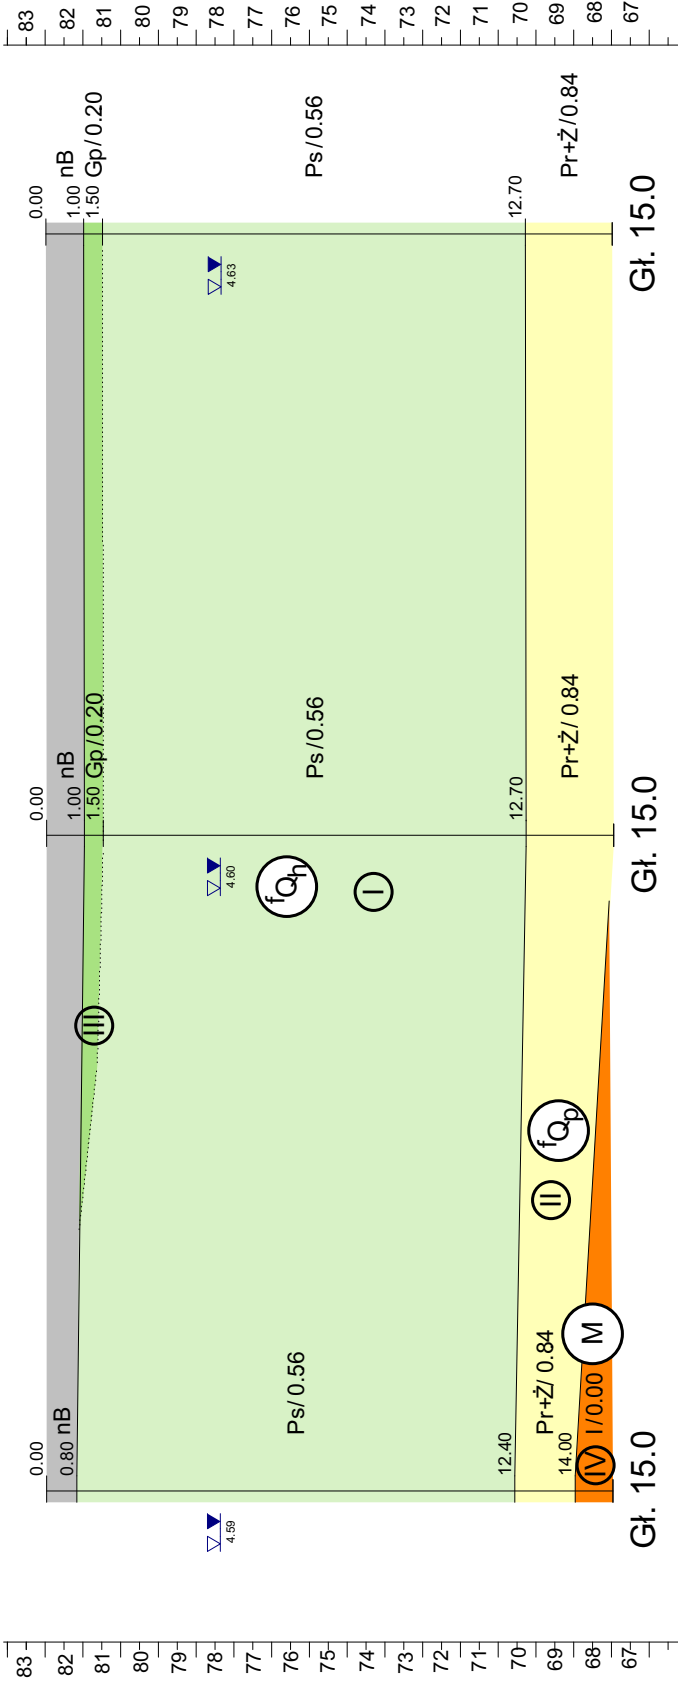 83
82
81
80
79
78
77
76
75
74
73
72
71
70
69
68
67
0.00
0.80 nB
4.59
Ps/ 0.56
12.40
Pr+Ż/ 0.84
14.00
IV I / 0.00
M
Gł. 15.0
III
II
fQp
0.00
1.00 nB
1.50 Gp / 0.20
4.60
fQh
I
Ps / 0.56
12.70
Pr+Ż/ 0.84
Gł. 15.0
0.00
1.00 nB
1.50 Gp / 0.20
4.63
Ps / 0.56
12.70
Pr+Ż / 0.84
Gł. 15.0
83
82
81
80
79
78
77
76
75
74
73
72
71
70
69
68
67